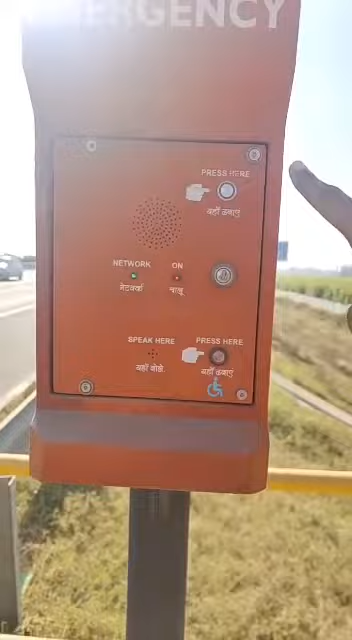 EMERGENCY
PRESS HERE
यहाँ दबाएं
NETWORK ON
नेटवर्क चालू
SPEAK HERE PRESS HERE
यहाँ बोलें यहाँ दबाएं